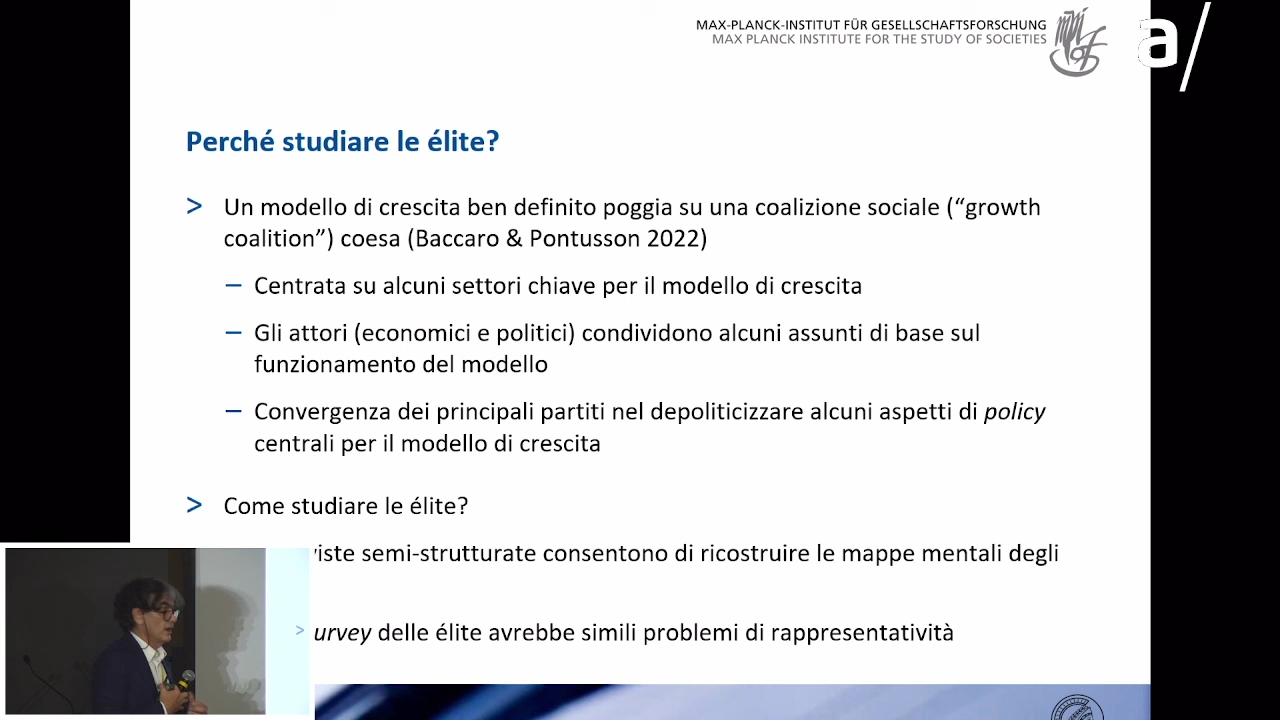 MAX-PLANCK-INSTITUT FÜR GESELLSCHAFTSFORSCHUNG
MAX PLANCK INSTITUTE FOR THE STUDY OF SOCIETIES
a/
Perché studiare le élite?
> Un modello di crescita ben definito poggia su una coalizione sociale (“growth
coalition”) coesa (Baccaro & Pontusson 2022)
– Centrata su alcuni settori chiave per il modello di crescita
– Gli attori (economici e politici) condividono alcuni assunti di base sul
funzionamento del modello
– Convergenza dei principali partiti nel depoliticizzare alcuni aspetti di policy
centrali per il modello di crescita
> Come studiare le élite?
semi-strutturate consentono di ricostruire le mappe mentali degli
> delle élite avrebbe simili problemi di rappresentatività